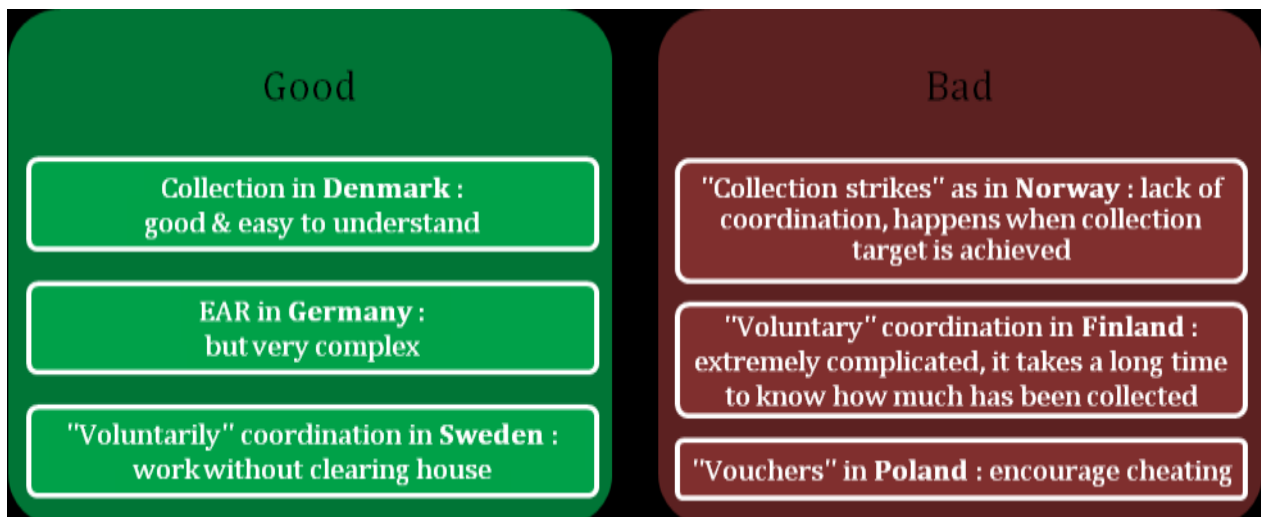 Good
Collection in Denmark :
good & easy to understand
EAR in Germany :
but very complex
"Voluntarily" coordination in Sweden :
work without clearing house
Bad
"Collection strikes" as in Norway : lack of
coordination, happens when collection
target is achieved
"Voluntary" coordination in Finland :
extremely complicated, it takes a long time
to know how much has been collected
"Vouchers" in Poland : encourage cheating